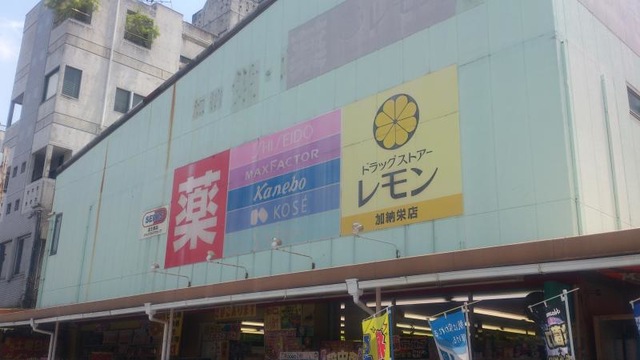 薬
SHISEIDO
MAXFACTOR
Kanebo
KOSÉ
ドラッグストアー
レモン
加納栄店